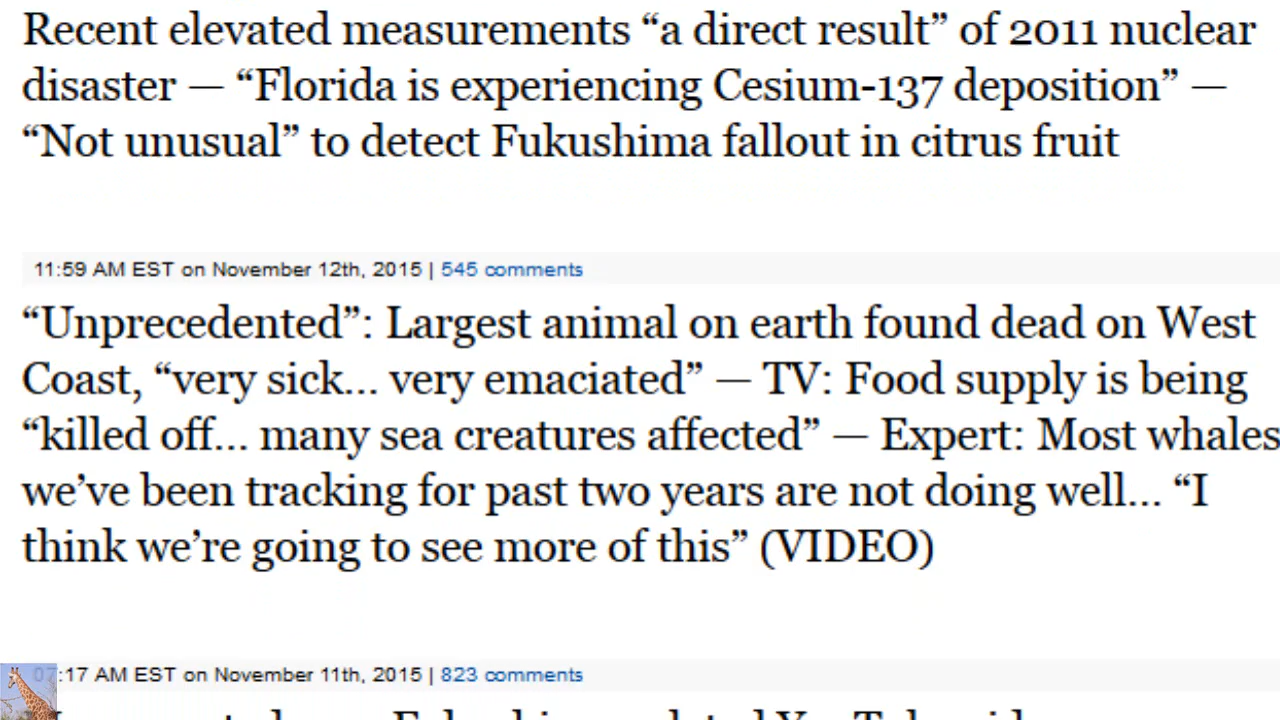 Recent elevated measurements “a direct result” of 2011 nuclear
disaster — “Florida is experiencing Cesium-137 deposition” —
“Not unusual” to detect Fukushima fallout in citrus fruit
11:59 AM EST on November 12th, 2015 | 545 comments
“Unprecedented”: Largest animal on earth found dead on West
Coast, “very sick… very emaciated” — TV: Food supply is being
“killed off… many sea creatures affected” — Expert: Most whales
we’ve been tracking for past two years are not doing well… “I
think we’re going to see more of this” (VIDEO)
07:17 AM EST on November 11th, 2015 | 823 comments